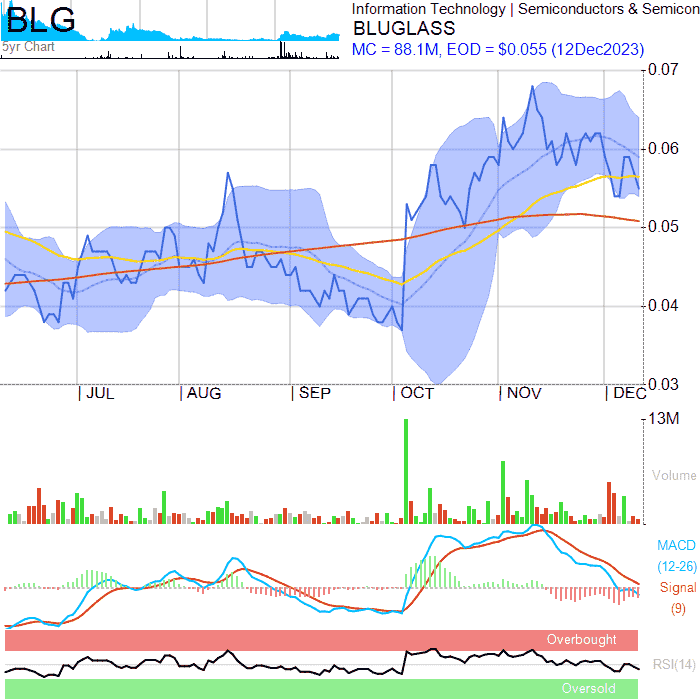 BLG
5yr Chart
Information Technology | Semiconductors & Semicon
BLUGLASS
MC = 88.1M, EOD = $0.055 (12Dec2023)
0.07
0.06
0.05
0.04
0.03
| JUL | AUG | SEP | OCT | NOV | DEC
13M
Volume
MACD
(12-26)
Signal
(9)
Overbought
RSI(14)
Oversold